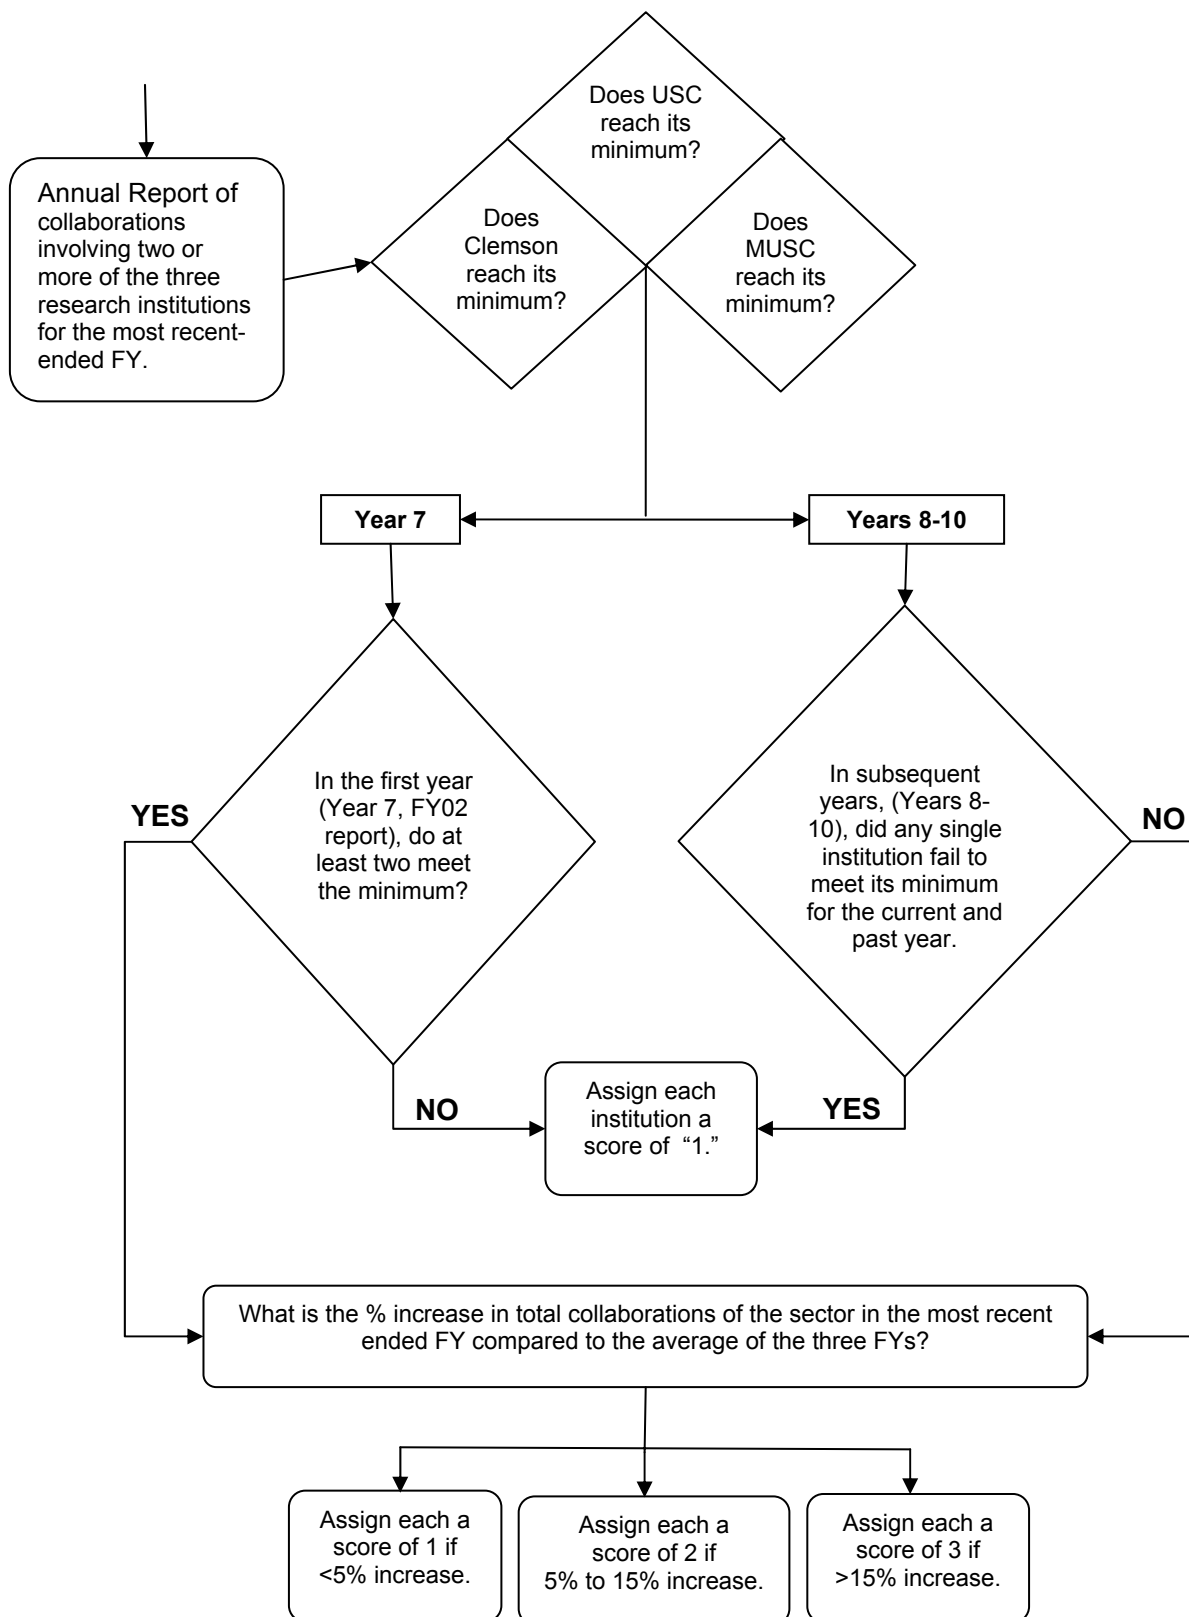 Does USC
reach its
minimum?
Annual Report of
collaborations
involving two or
more of the three
research institutions
for the most recent-
ended FY.
Does
Clemson
reach its
minimum?
Does
MUSC
reach its
minimum?
Year 7
Years 8-10
In the first year
(Year 7, FY02
report), do at
least two meet
the minimum?
YES
In subsequent
years, (Years 8-
10), did any single
institution fail to
meet its minimum
for the current and
past year.
NO
NO
Assign each
institution a
score of "1."
YES
What is the % increase in total collaborations of the sector in the most recent
ended FY compared to the average of the three FYs?
Assign each a
score of 1 if
<5% increase.
Assign each a
score of 2 if
5% to 15% increase.
Assign each a
score of 3 if
>15% increase.